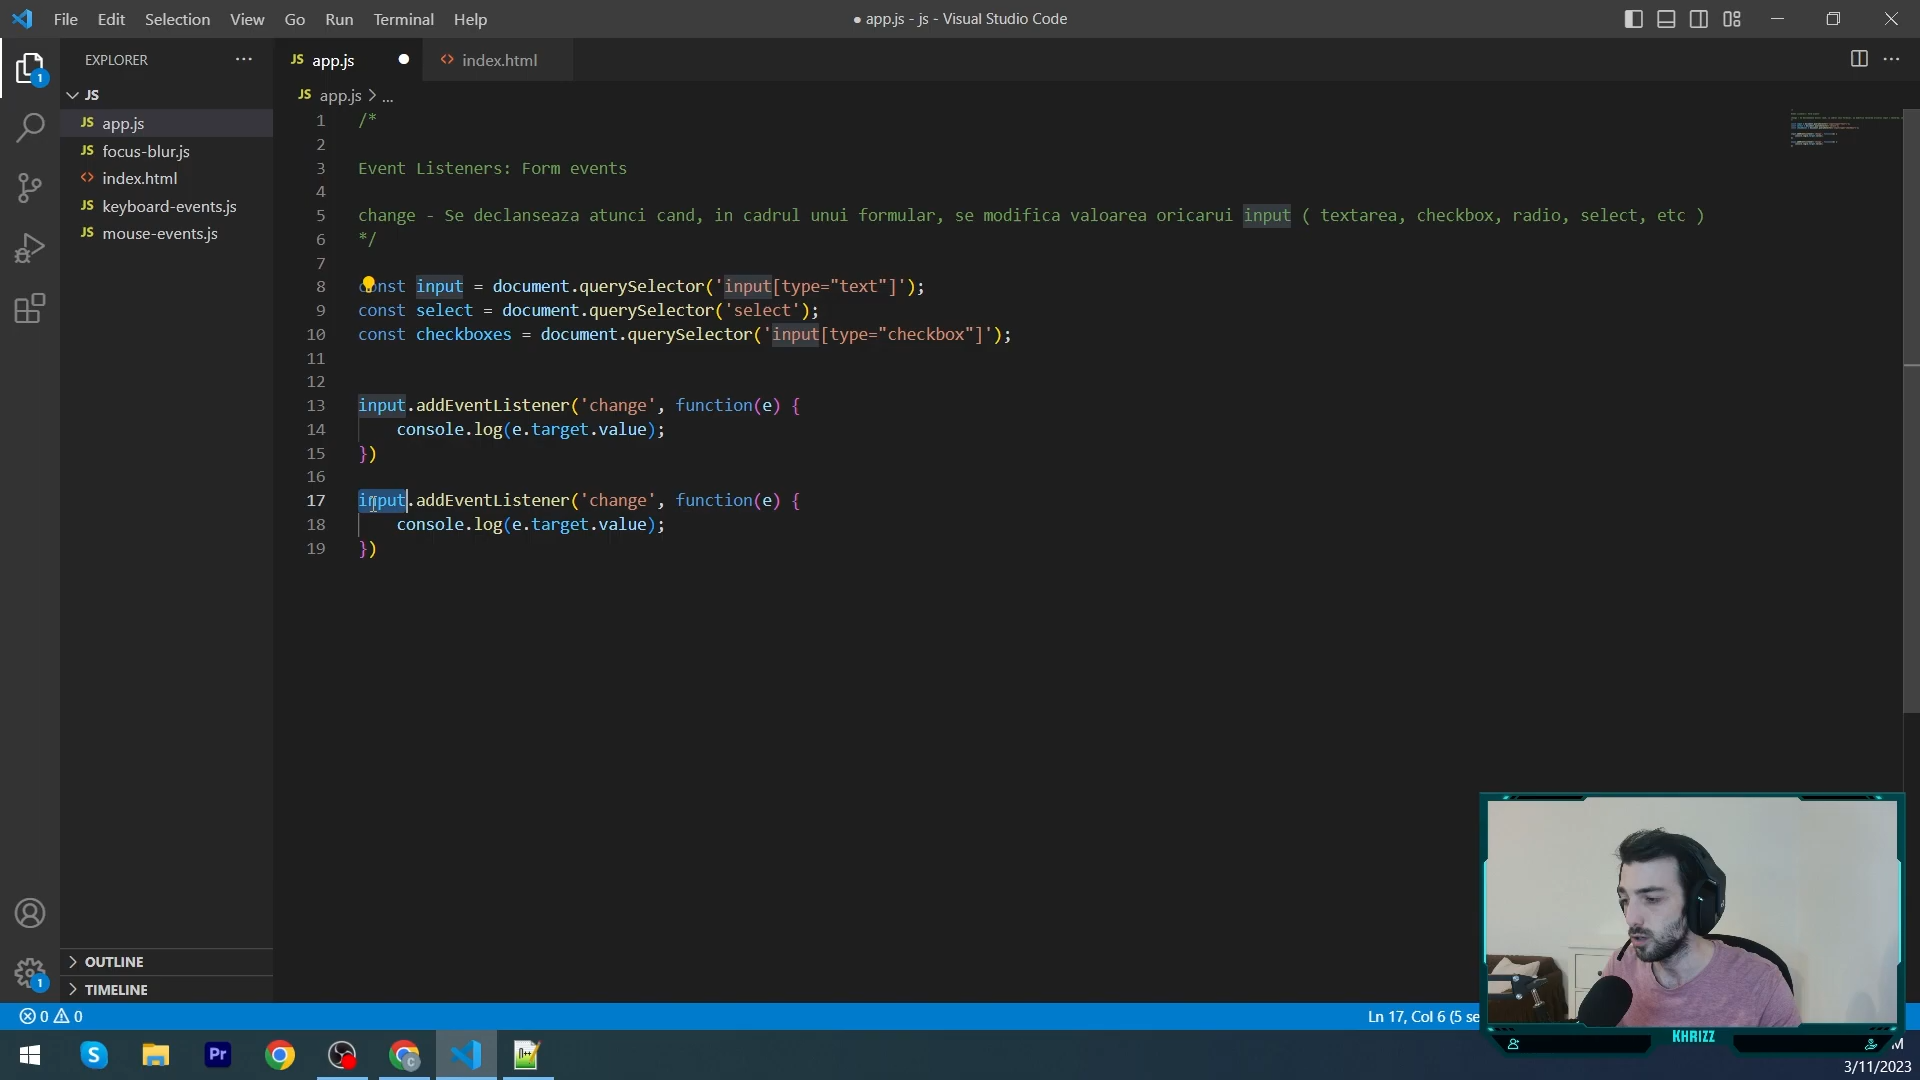 File Edit Selection View Go Run Terminal Help
● app.js - js - Visual Studio Code
EXPLORER ···
JS app.js
<> index.html
1
JS
JS app.js > ...
JS app.js
JS focus-blur.js
<> index.html
JS keyboard-events.js
JS mouse-events.js
1 /*
2
3 Event Listeners: Form events
4
5 change - Se declanseaza atunci cand, in cadrul unui formular, se modifica valoarea oricarui input ( textarea, checkbox, radio, select, etc )
6 */
7
8 const input = document.querySelector('input[type="text"]');
9 const select = document.querySelector('select');
10 const checkboxes = document.querySelector('input[type="checkbox"]');
11
12
13 input.addEventListener('change', function(e) {
14 console.log(e.target.value);
15 })
16
17 input.addEventListener('change', function(e) {
18 console.log(e.target.value);
19 })
OUTLINE
1
TIMELINE
0 0
Ln 17, Col 6 (5 se
KHRIZZ
S Pr
M
3/11/2023